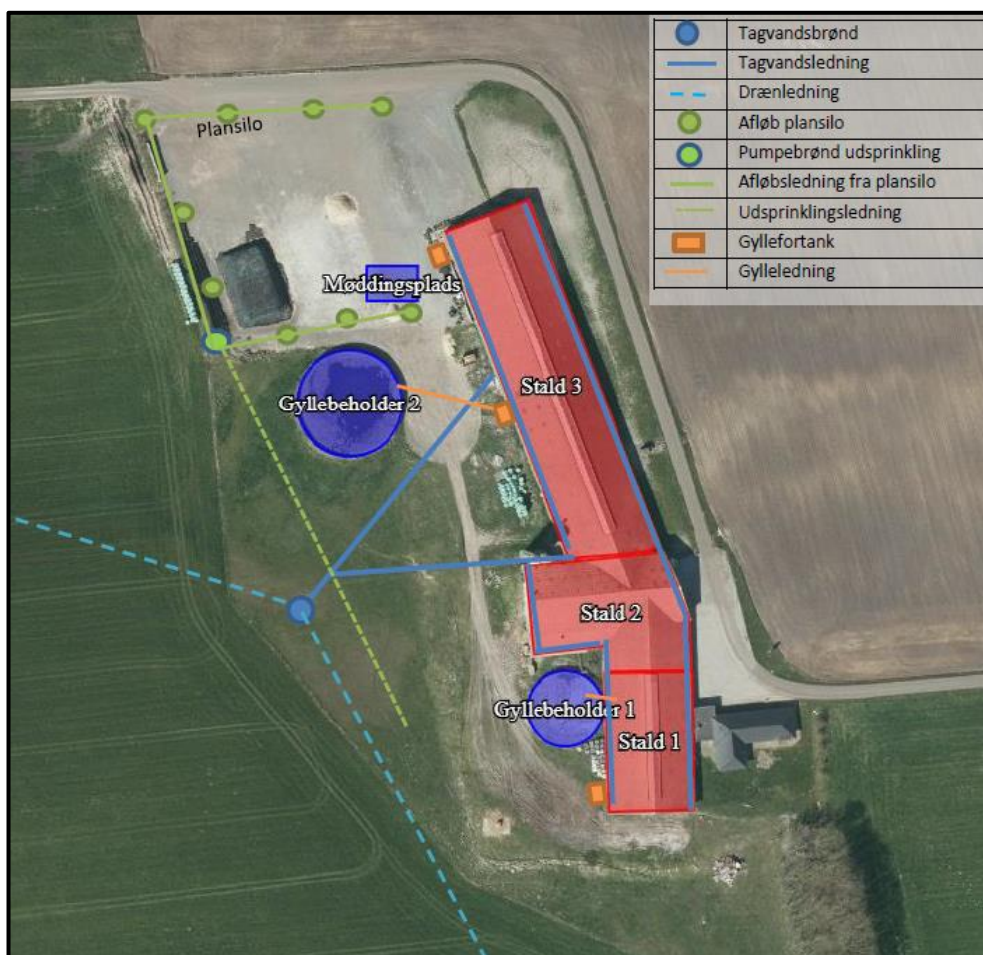 Tagvandsbrønd
Tagvandsledning
Drænledning
Afløb plansilo
Pumpebrønd udsprinkling
Afløbsledning fra plansilo
Udsprinklingsledning
Gyllefortank
Gylleledning
Plansilo
Møddingsplads
Stald 3
Gyllebeholder 2
Stald 2
Gyllebeholder 1
Stald 1